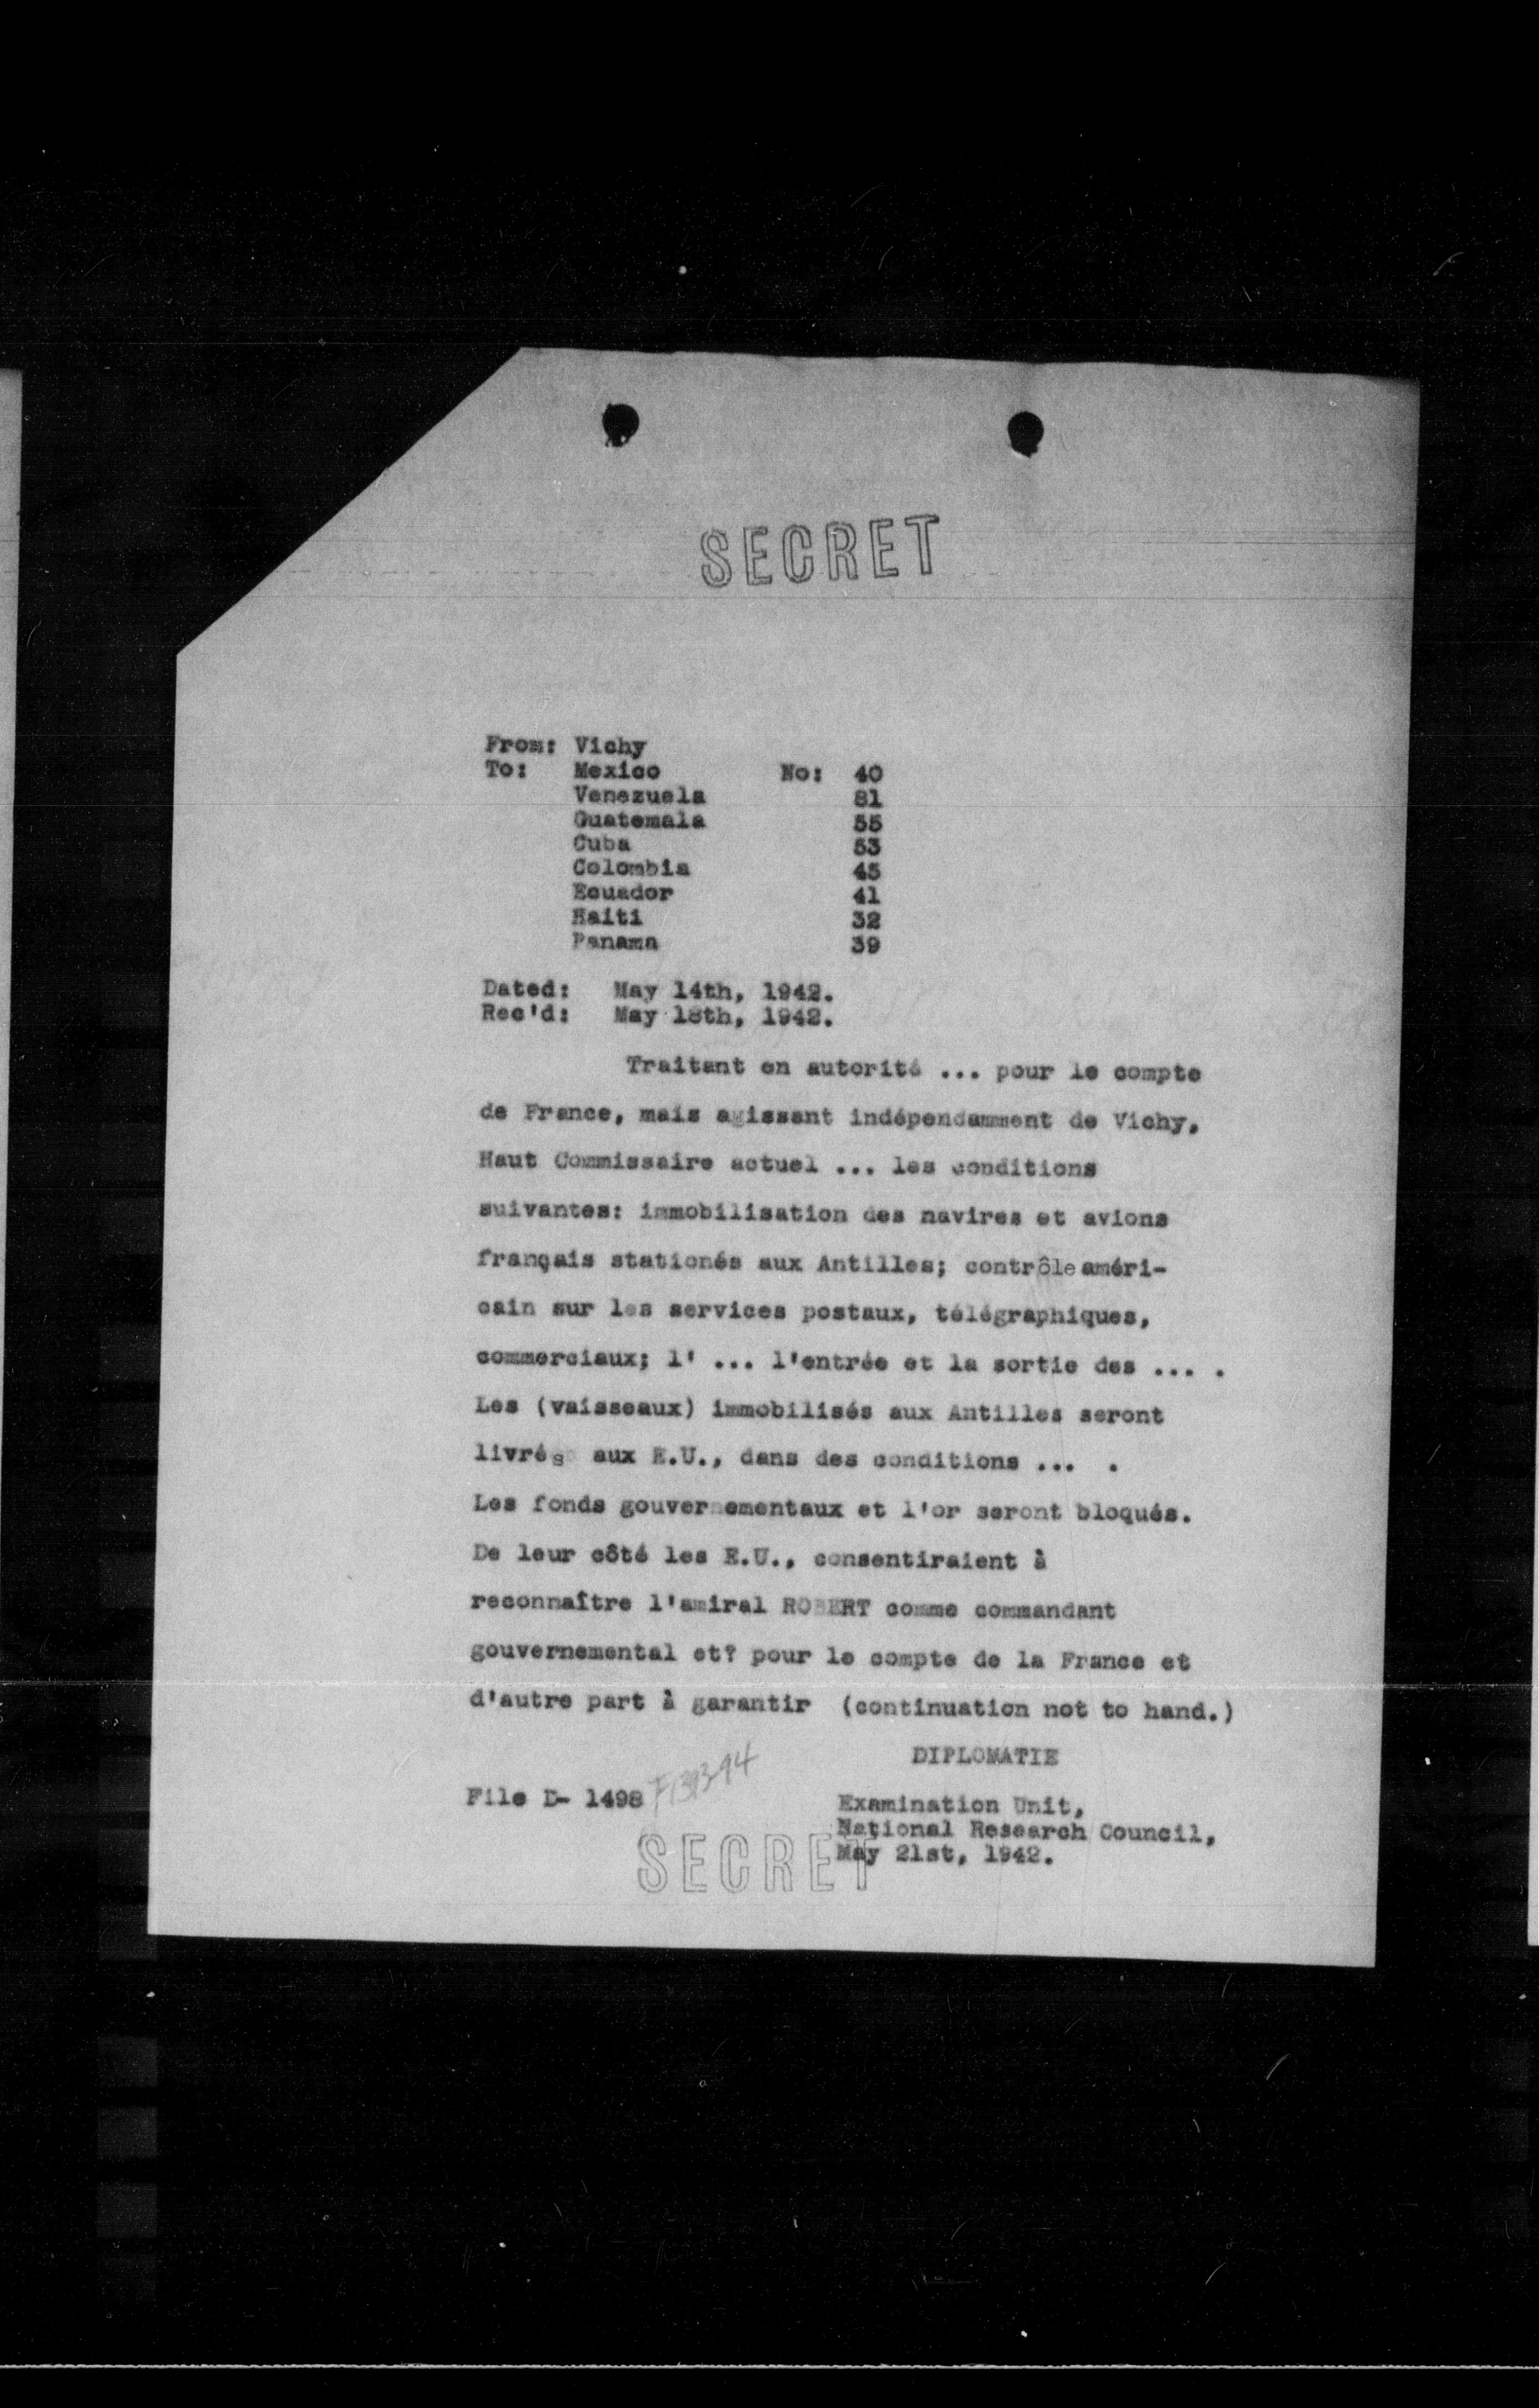 SECRET
From: Vichy
To: Mexico No: 40
Venezuela 81
Guatemala 55
Cuba 53
Colombia 45
Ecuador 41
Haiti 32
Panama 39
Dated: May 14th, 1942.
Rec'd: May 18th, 1942.
Traitant en autorité ... pour le compte
de France, mais agissant indépendamment de Vichy,
Haut Commissaire actuel ... les conditions
suivantes: immobilisation des navires et avions
français stationés aux Antilles; contrôle améri-
cain sur les services postaux, télégraphiques,
commerciaux; l' ... l'entrée et la sortie des ... .
Les (vaisseaux) immobilisés aux Antilles seront
livrés aux E.U., dans des conditions ... .
Les fonds gouvernementaux et l'or seront bloqués.
De leur côté les E.U., consentiraient à
reconnaître l'amiral ROBERT comme commandant
gouvernemental et? pour le compte de la France et
d'autre part à garantir (continuation not to hand.)
DIPLOMATIE
File D- 1498
Examination Unit,
National Research Council,
May 21st, 1942.
SECRET